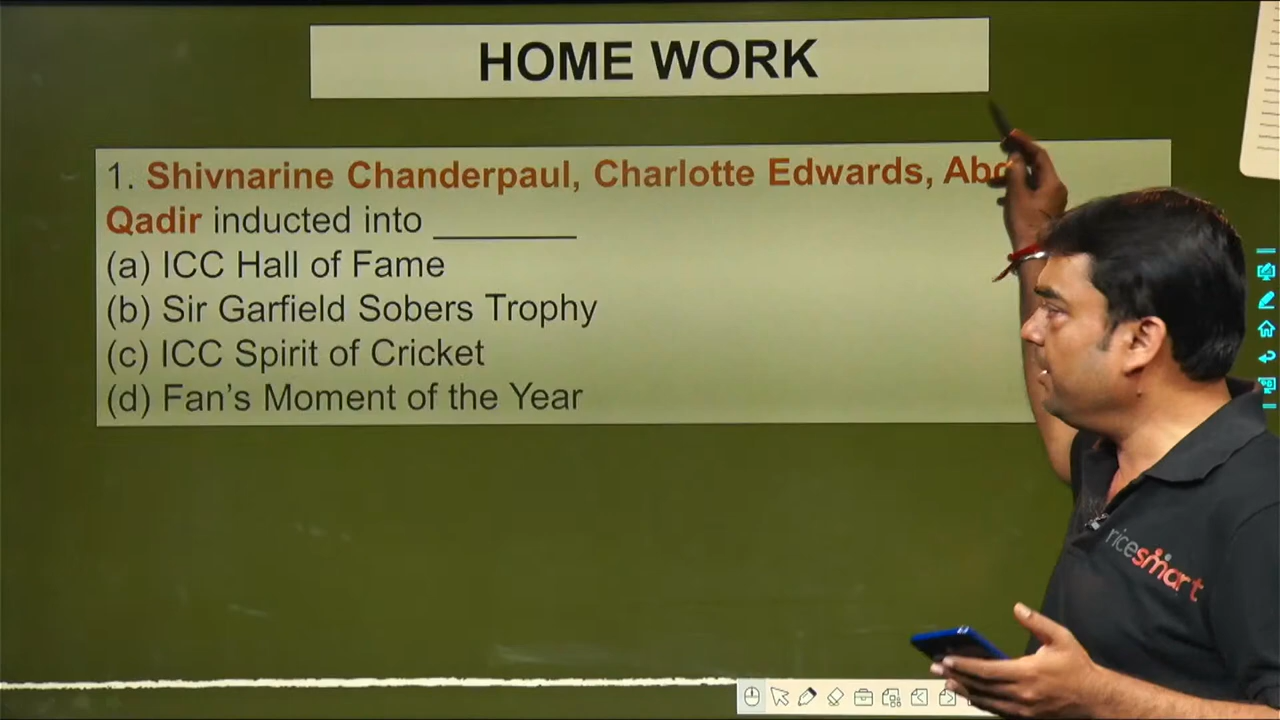 HOME WORK
1. Shivnarine Chanderpaul, Charlotte Edwards,
Qadir inducted into ________
(a) ICC Hall of Fame
(b) Sir Garfield Sobers Trophy
(c) ICC Spirit of Cricket
(d) Fan's Moment of the Year
ricesmart